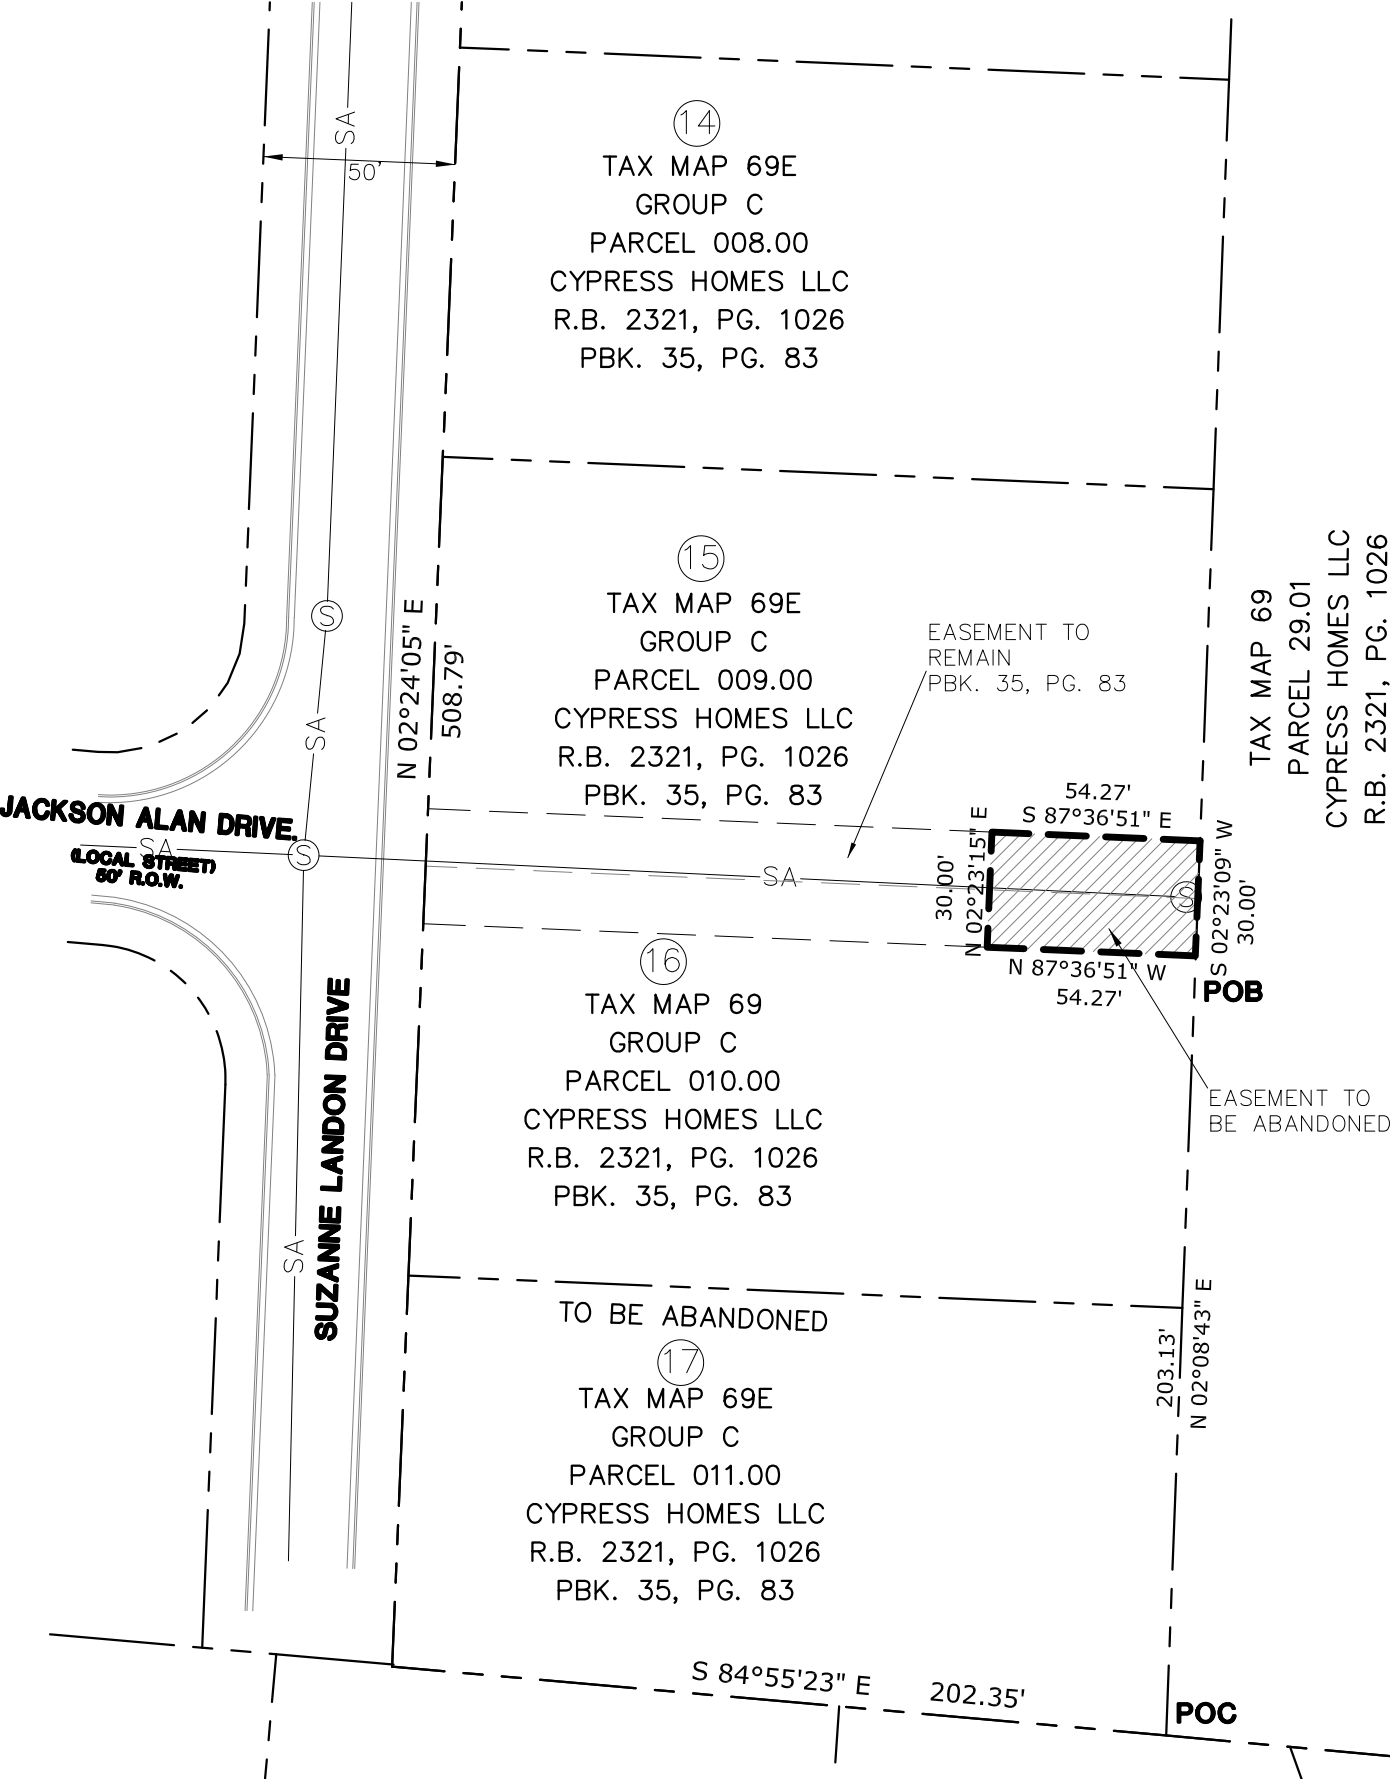 SA
50'
14
TAX MAP 69E
GROUP C
PARCEL 008.00
CYPRESS HOMES LLC
R.B. 2321, PG. 1026
PBK. 35, PG. 83
15
TAX MAP 69E
GROUP C
PARCEL 009.00
CYPRESS HOMES LLC
R.B. 2321, PG. 1026
PBK. 35, PG. 83
S
SA
N 02°24'05" E
508.79'
EASEMENT TO
REMAIN
PBK. 35, PG. 83
TAX MAP 69
PARCEL 29.01
CYPRESS HOMES LLC
R.B. 2321, PG. 1026
JACKSON ALAN DRIVE.
SA
(LOCAL STREET)
50' R.O.W.
S
SA
54.27'
S 87°36'51" E
30.00'
N 02°23'15" E
S
S 02°23'09" W
30.00'
N 87°36'51" W
54.27'
POB
EASEMENT TO
BE ABANDONED
16
TAX MAP 69
GROUP C
PARCEL 010.00
CYPRESS HOMES LLC
R.B. 2321, PG. 1026
PBK. 35, PG. 83
SUZANNE LANDON DRIVE
SA
TO BE ABANDONED
17
TAX MAP 69E
GROUP C
PARCEL 011.00
CYPRESS HOMES LLC
R.B. 2321, PG. 1026
PBK. 35, PG. 83
203.13'
N 02°08'43" E
S 84°55'23" E 202.35'
POC